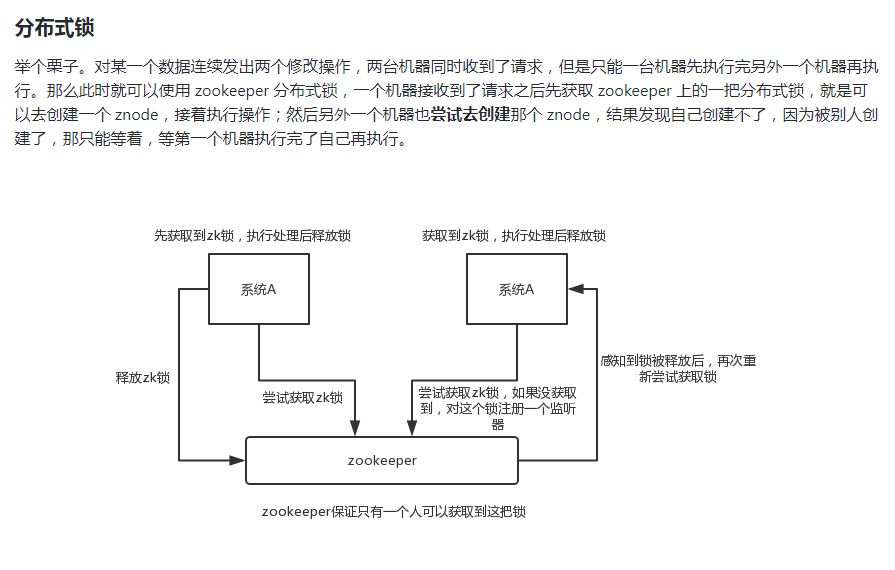 分布式锁
举个栗子。对某一个数据连续发出两个修改操作，两台机器同时收到了请求，但是只能一台机器先执行完另外一个机器再执
行。那么此时就可以使用 zookeeper 分布式锁，一个机器接收到了请求之后先获取 zookeeper 上的一把分布式锁，就是可
以去创建一个 znode，接着执行操作；然后另外一个机器也尝试去创建那个 znode，结果发现自己创建不了，因为被别人创
建了，那只能等着，等第一个机器执行完了自己再执行。
先获取到zk锁，执行处理后释放锁
获取到zk锁，执行处理后释放锁
系统A
系统A
释放zk锁
尝试获取zk锁
尝试获取zk锁，如果没获取
到，对这个锁注册一个监听
器
感知到锁被释放后，再次重
新尝试获取锁
zookeeper
zookeeper保证只有一个人可以获取到这把锁